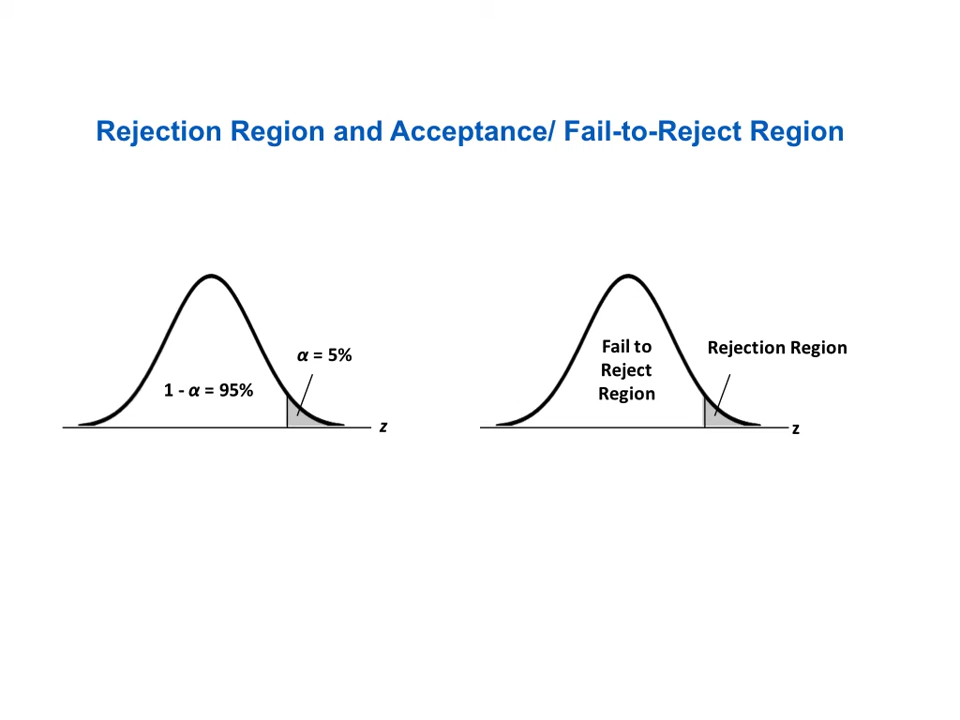 Rejection Region and Acceptance/ Fail-to-Reject Region
α = 5%
1 - α = 95%
z
Fail to
Reject
Region
Rejection Region
z